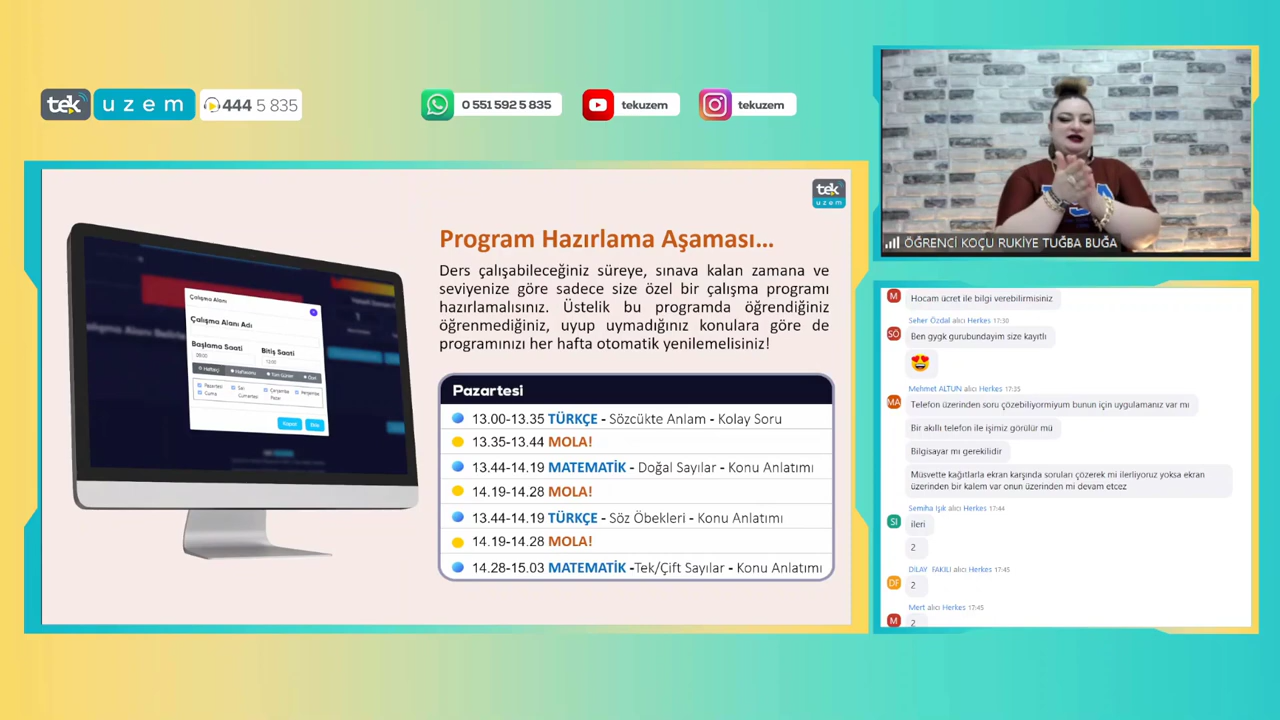 tek uzem 444 5 835
0 551 592 5 835
tekuzem
tekuzem
tek
uzem
Program Hazırlama Aşaması...
Ders çalışabileceğiniz süreye, sınava kalan zamana ve
seviyenize göre sadece size özel bir çalışma programı
hazırlamalısınız. Üstelik bu programda öğrendiğiniz
öğrenmediğiniz, uyup uymadığınız konulara göre de
programınızı her hafta otomatik yenilemelisiniz!
Çalışma Alanı
Çalışma Alanı Adı
Başlama Saati
Bitiş Saati
Pazartesi
13.00-13.35 TÜRKÇE - Sözcükte Anlam - Kolay Soru
13.35-13.44 MOLA!
13.44-14.19 MATEMATİK - Doğal Sayılar - Konu Anlatımı
14.19-14.28 MOLA!
13.44-14.19 TÜRKÇE - Söz Öbekleri - Konu Anlatımı
14.19-14.28 MOLA!
14.28-15.03 MATEMATİK -Tek/Çift Sayılar - Konu Anlatımı
ÖĞRENCİ KOÇU RUKİYE TUĞBA BUĞA
M
Hocam ücret ile bilgi verebilirmisiniz
Seher Özdal alıcı Herkes 17:30
SÖ
Ben gygk gurubundayim size kayıtlı
Mehmet ALTUN alıcı Herkes 17:35
MA
Telefon üzerinden soru çözebiliyormiyum bunun için uygulamanız var mı
Bir akıllı telefon ile işimiz görülür mü
Bilgisayar mı gerekilidir
Müsvette kağıtlarla ekran karşında soruları çözerek mi ilerliyoruz yoksa ekran
üzerinden bir kalem var onun üzerinden mi devam etcez
Semiha Işık alıcı Herkes 17:44
SI
ileri
2
DİLAY FAKILI alıcı Herkes 17:45
DF
2
Mert alıcı Herkes 17:45
M
2